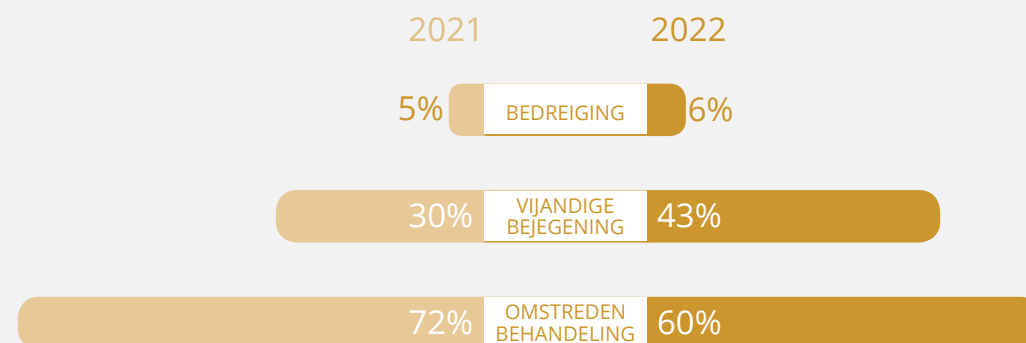 2021 2022
5% BEDREIGING 6%
30% VIJANDIGE BEJEGENING 43%
72% OMSTREDEN BEHANDELING 60%